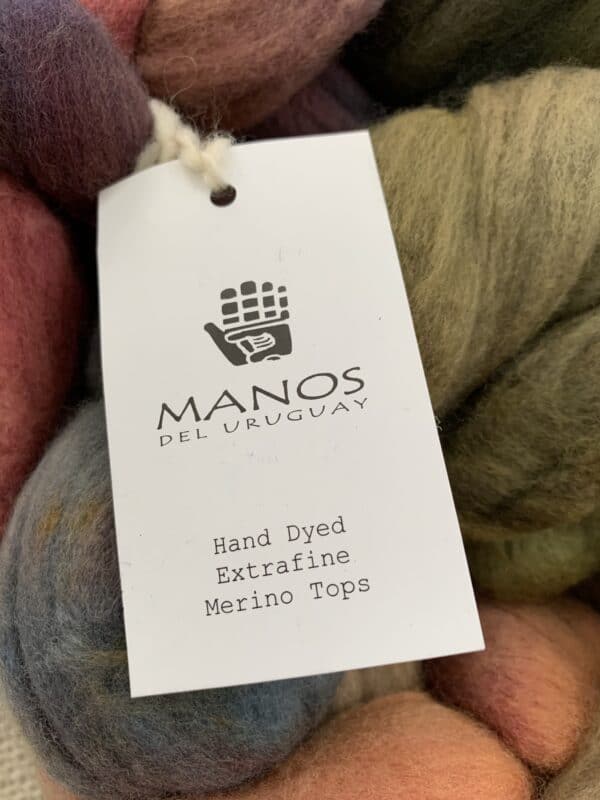 MANOS
DEL URUGUAY
Hand Dyed
Extrafine
Merino Tops